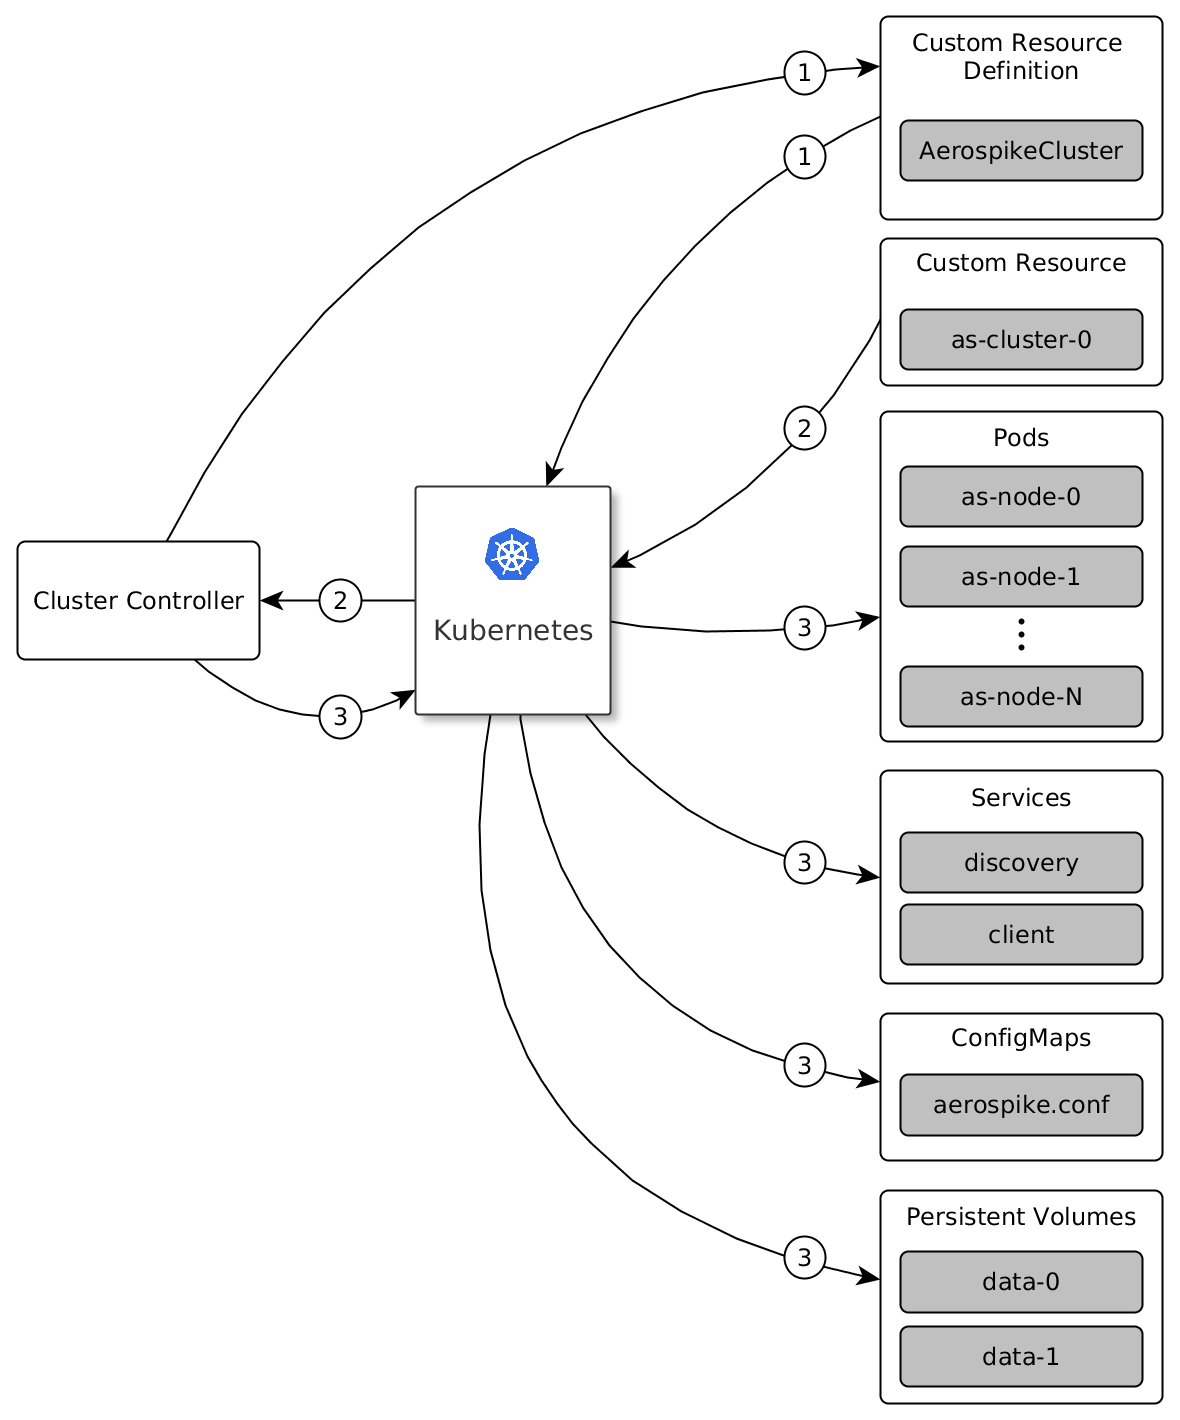 1
Custom Resource
Definition
1
AerospikeCluster
Custom Resource
as-cluster-0
2
Pods
as-node-0
as-node-1
as-node-N
Cluster Controller
2
Kubernetes
3
3
Services
discovery
client
3
ConfigMaps
aerospike.conf
3
Persistent Volumes
data-0
data-1
3